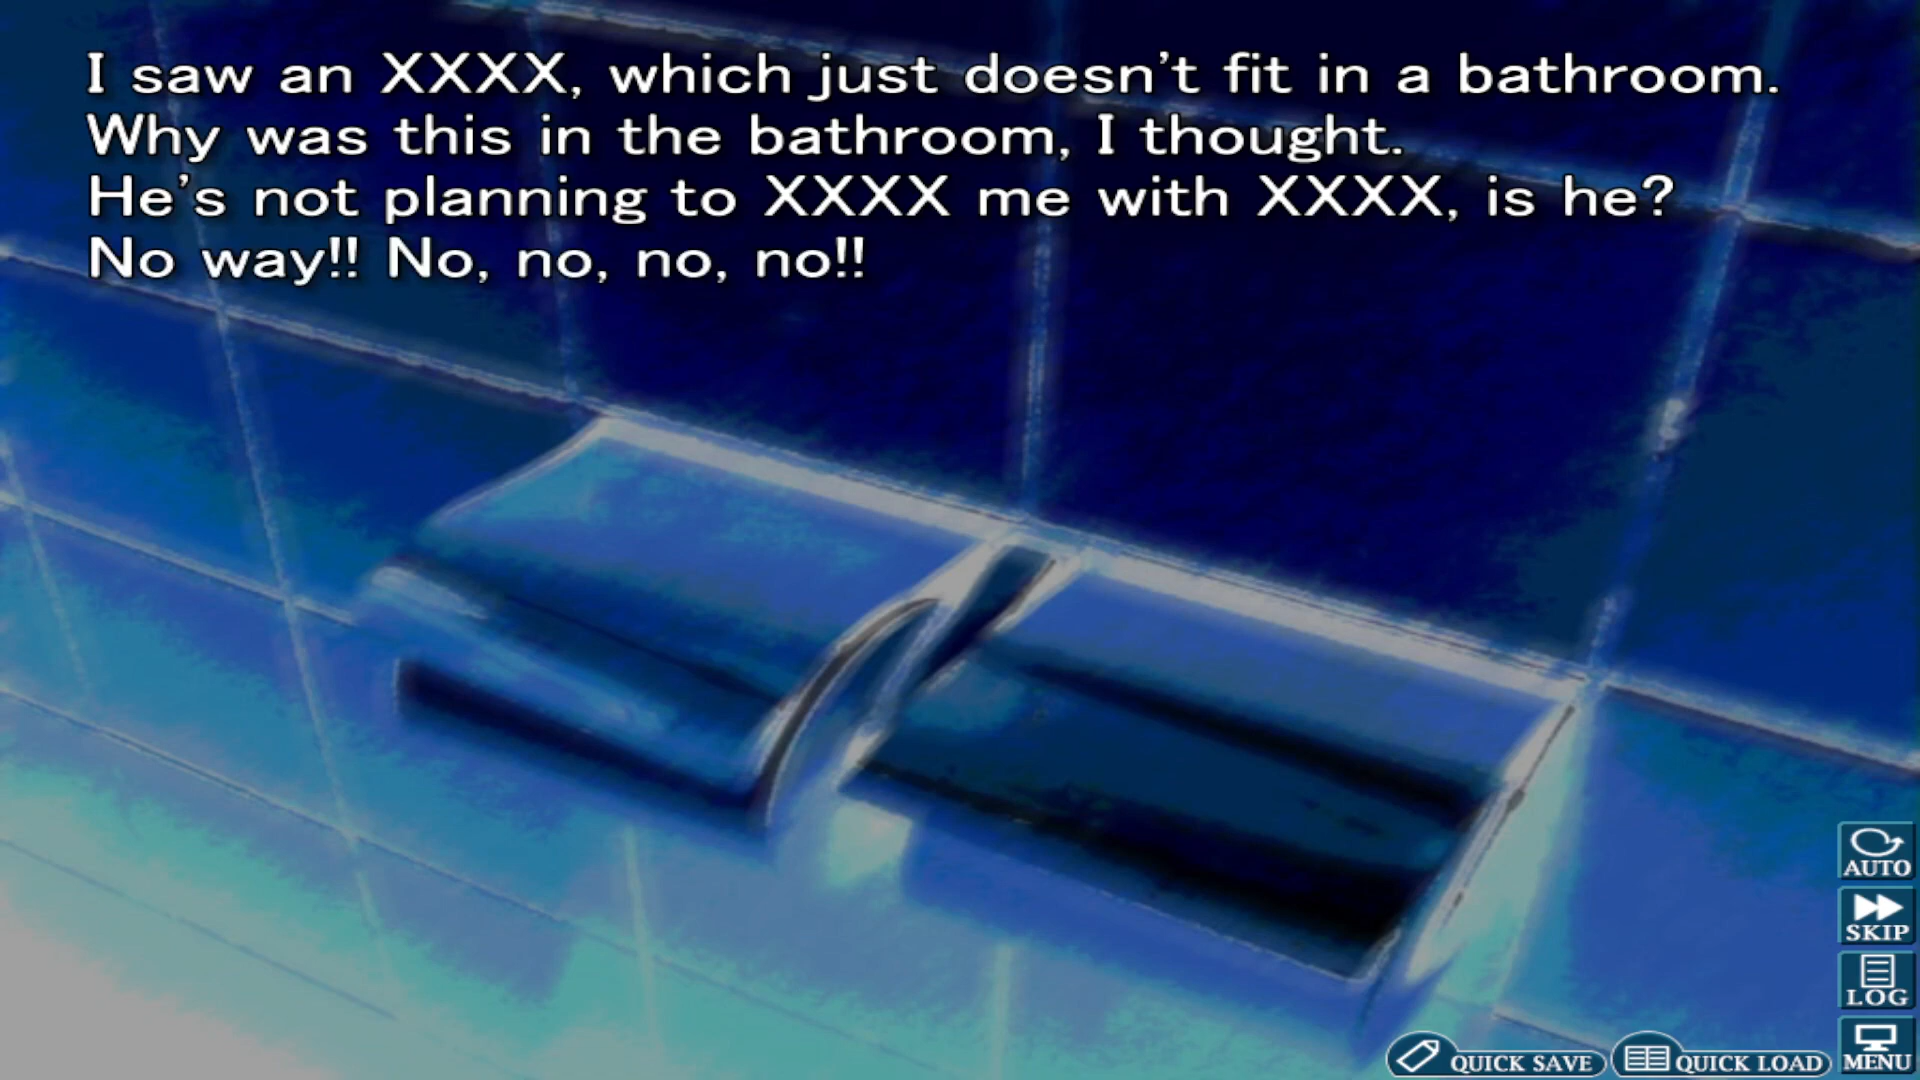 I saw an XXXX, which just doesn't fit in a bathroom.
Why was this in the bathroom, I thought.
He's not planning to XXXX me with XXXX, is he?
No way!! No, no, no, no!!
AUTO
SKIP
LOG
MENU
QUICK SAVE
QUICK LOAD